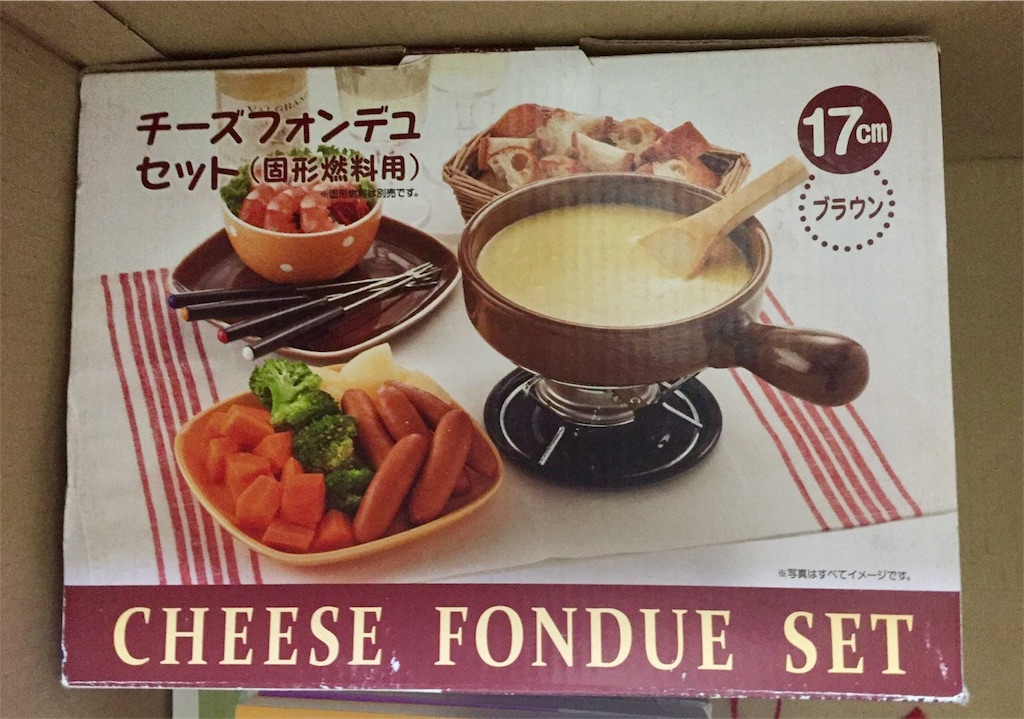 チーズフォンデュ
セット(固形燃料用)
※固形燃料は別売です。
17cm
ブラウン
※写真はすべてイメージです。
CHEESE FONDUE SET